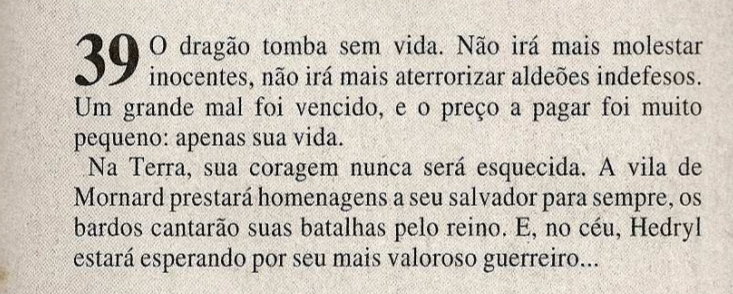 39 O dragão tomba sem vida. Não irá mais molestar
inocentes, não irá mais aterrorizar aldeões indefesos.
Um grande mal foi vencido, e o preço a pagar foi muito
pequeno: apenas sua vida.
Na Terra, sua coragem nunca será esquecida. A vila de
Mornard prestará homenagens a seu salvador para sempre, os
bardos cantarão suas batalhas pelo reino. E, no céu, Hedryl
estará esperando por seu mais valoroso guerreiro...